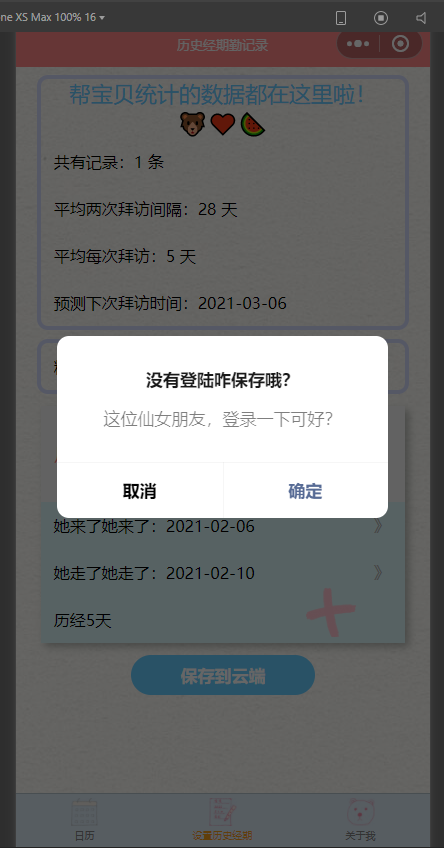 ne XS Max 100% 16
历史经期勤记录
帮宝贝统计的数据都在这里啦！
共有记录：1 条
平均两次拜访间隔：28 天
平均每次拜访：5 天
预测下次拜访时间：2021-03-06
没有登陆咋保存哦？
这位仙女朋友，登录一下可好？
取消
确定
她来了她来了：2021-02-06
她走了她走了：2021-02-10
历经5天
保存到云端
日历
设置历史经期
关于我